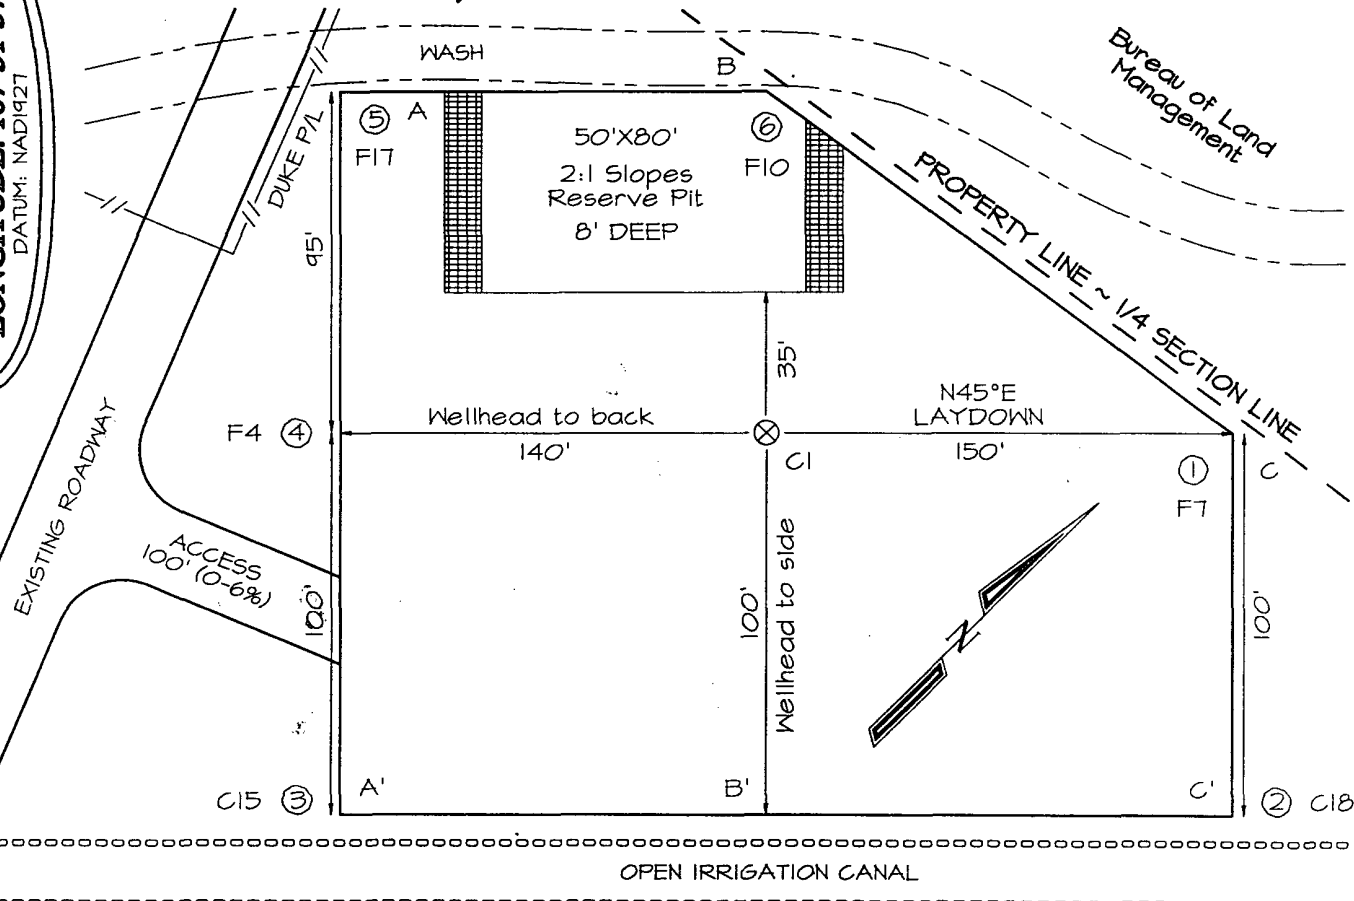 DATUM: NAD1927
WASH
B
Bureau of Land
Management
5
A
F17
DUKE P/L
50'X80'
2:1 Slopes
Reserve Pit
8' DEEP
6
F10
PROPERTY LINE ~ 1/4 SECTION LINE
95'
35'
Wellhead to back
N45°E
LAYDOWN
F4 4
140'
150'
C1
1
C
F7
EXISTING ROADWAY
ACCESS
100' (0-6%)
100'
100'
Wellhead to side
N
100'
A'
B'
C'
C15 3
2 C18
OPEN IRRIGATION CANAL